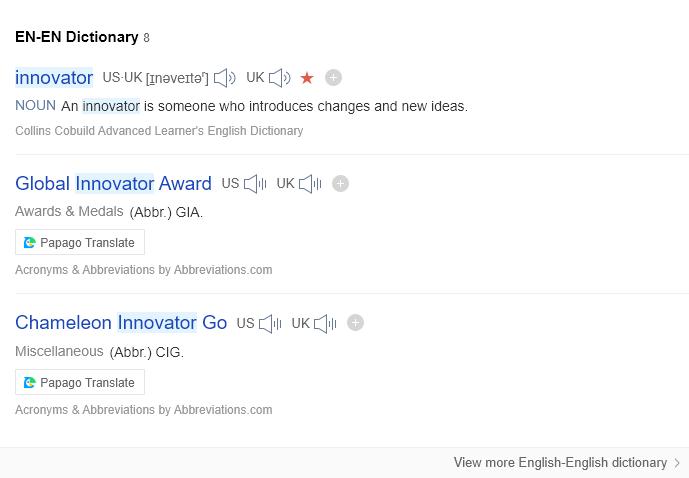 EN-EN Dictionary 8
innovator US·UK [ɪnəveɪtəʳ] UK
NOUN An innovator is someone who introduces changes and new ideas.
Collins Cobuild Advanced Learner's English Dictionary
Global Innovator Award US UK
Awards & Medals (Abbr.) GIA.
Papago Translate
Acronyms & Abbreviations by Abbreviations.com
Chameleon Innovator Go US UK
Miscellaneous (Abbr.) CIG.
Papago Translate
Acronyms & Abbreviations by Abbreviations.com
View more English-English dictionary